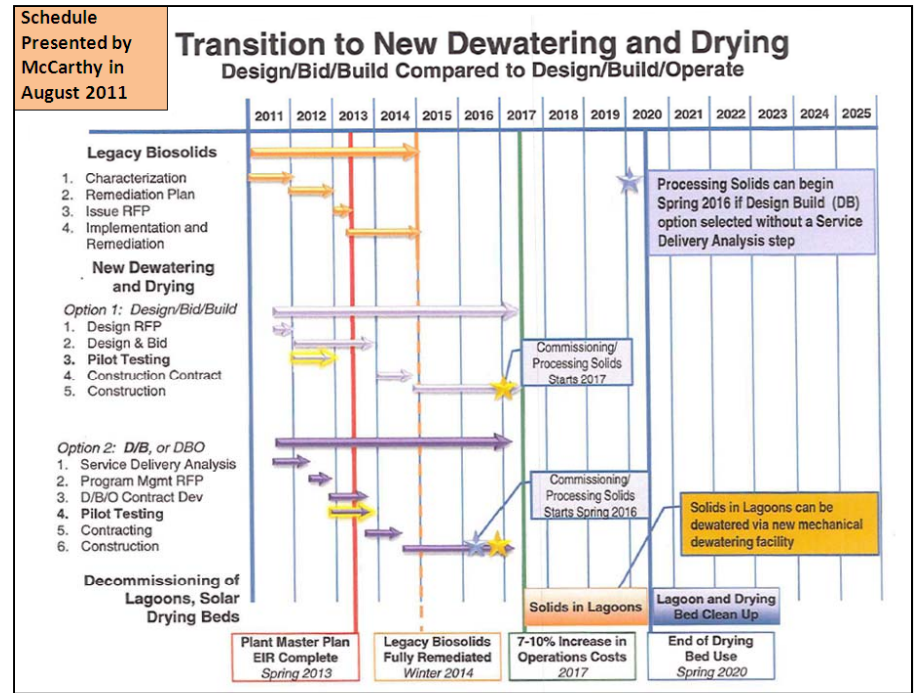 Schedule
Presented by
McCarthy in
August 2011
Transition to New Dewatering and Drying
Design/Bid/Build Compared to Design/Build/Operate
2011 2012 2013 2014 2015 2016 2017 2018 2019 2020 2021 2022 2023 2024 2025
Legacy Biosolids
1. Characterization
2. Remediation Plan
3. Issue RFP
4. Implementation and
Remediation
Processing Solids can begin
Spring 2016 if Design Build (DB)
option selected without a Service
Delivery Analysis step
New Dewatering
and Drying
Option 1: Design/Bid/Build
1. Design RFP
2. Design & Bid
3. Pilot Testing
4. Construction Contract
5. Construction
Commissioning/
Processing Solids
Starts 2017
Option 2: D/B, or DBO
1. Service Delivery Analysis
2. Program Mgmt RFP
3. D/B/O Contract Dev
4. Pilot Testing
5. Contracting
6. Construction
Commissioning/
Processing Solids
Starts Spring 2016
Solids in Lagoons can be
dewatered via new mechanical
dewatering facility
Decommissioning of
Lagoons, Solar
Drying Beds
Solids in Lagoons
Lagoon and Drying
Bed Clean Up
Plant Master Plan
EIR Complete
Spring 2013
Legacy Biosolids
Fully Remediated
Winter 2014
7-10% Increase in
Operations Costs
2017
End of Drying
Bed Use
Spring 2020